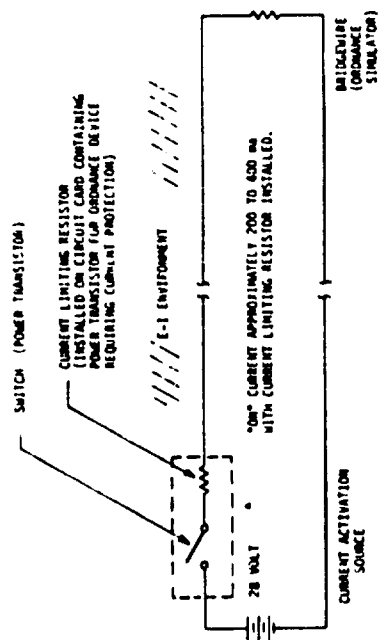 SWITCH (POWER TRANSISTOR)
CURRENT LIMITING RESISTOR
(INSTALLED ON CIRCUIT CARD CONTAINING
POWER TRANSISTOR FOR ORDNANCE DEVICE
REQUIRING CURRENT PROTECTION)
E-I ENVIRONMENT
"ON" CURRENT APPROXIMATELY 200 TO 400 ma
WITH CURRENT LIMITING RESISTOR INSTALLED.
28 VOLT
CURRENT ACTIVATION
SOURCE
BRIDGEWIRE
(ORDNANCE
SIMULATOR)